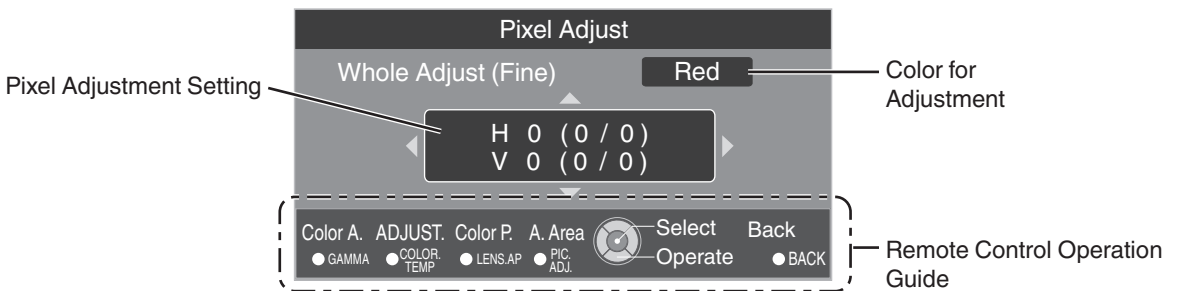 Pixel Adjust
Whole Adjust (Fine) Red
Pixel Adjustment Setting
Color for
Adjustment
H 0 (0 / 0)
V 0 (0 / 0)
Color A. ADJUST. Color P. A. Area Select Back
GAMMA COLOR. TEMP LENS.AP PIC. ADJ. Operate BACK
Remote Control Operation
Guide